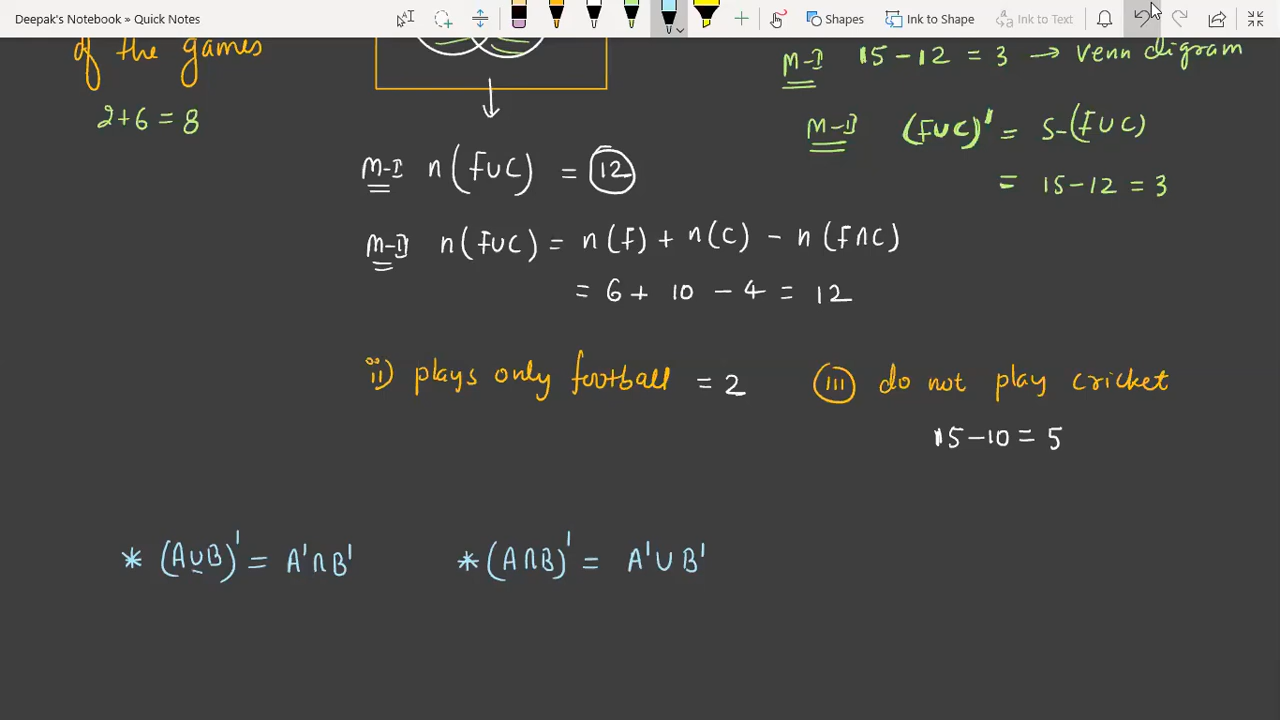 Deepak's Notebook » Quick Notes
Shapes
Ink to Shape
Ink to Text
of the games
2+6 = 8
M-I 15-12 = 3 → Venn digram
M-II (FUC)' = S-(FUC)
= 15-12 = 3
M-I n(FUC) = 12
M-II n(FUC) = n(F) + n(C) - n(F∩C)
= 6 + 10 - 4 = 12
ii) plays only football = 2
iii do not play cricket
15-10 = 5
* (A∪B)' = A'∩B'
* (A∩B)' = A'∪B'